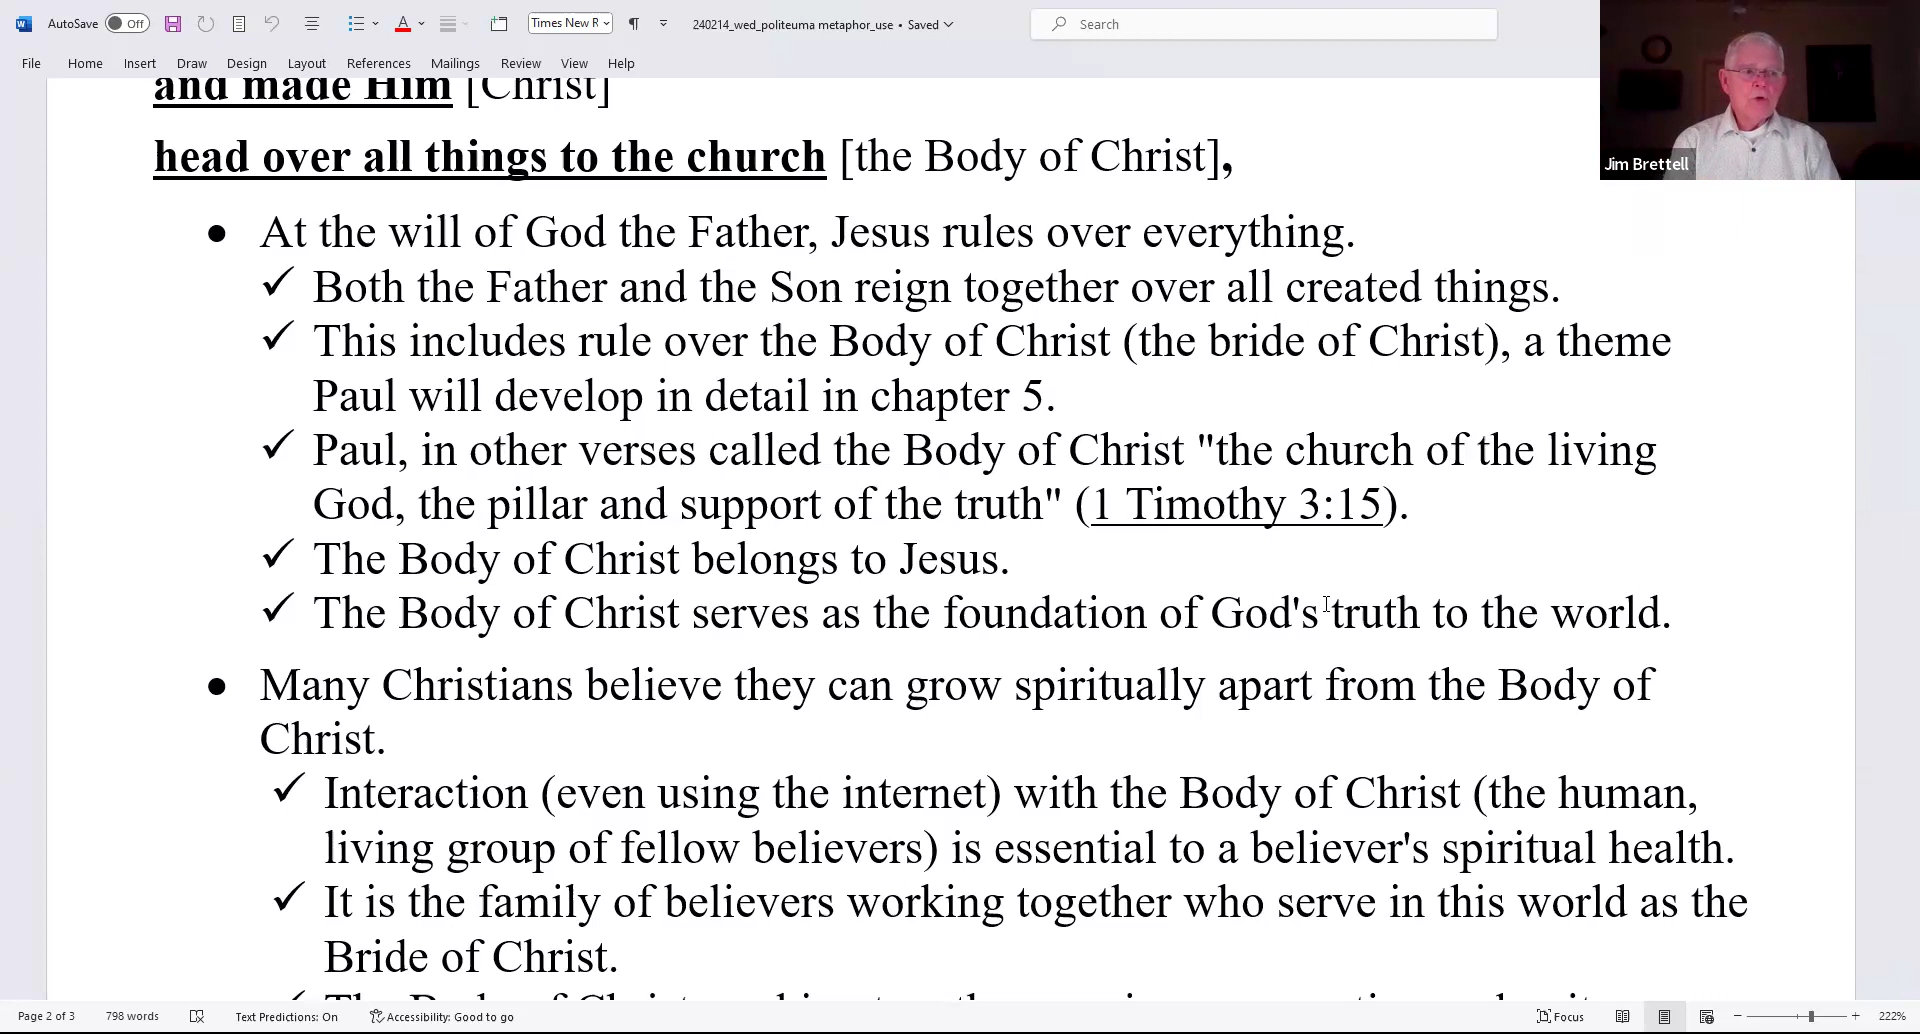 AutoSave Off Times New R 240214_wed_politeuma metaphor_use • Saved Search
File Home Insert Draw Design Layout References Mailings Review View Help
Jim Brettell
and made Him [Christ]
head over all things to the church [the Body of Christ],
● At the will of God the Father, Jesus rules over everything.
✓ Both the Father and the Son reign together over all created things.
✓ This includes rule over the Body of Christ (the bride of Christ), a theme
Paul will develop in detail in chapter 5.
✓ Paul, in other verses called the Body of Christ "the church of the living
God, the pillar and support of the truth" (1 Timothy 3:15).
✓ The Body of Christ belongs to Jesus.
✓ The Body of Christ serves as the foundation of God's truth to the world.
● Many Christians believe they can grow spiritually apart from the Body of
Christ.
✓ Interaction (even using the internet) with the Body of Christ (the human,
living group of fellow believers) is essential to a believer's spiritual health.
✓ It is the family of believers working together who serve in this world as the
Bride of Christ.
✓ The Body of Christ
Page 2 of 3 798 words Text Predictions: On Accessibility: Good to go Focus 222%